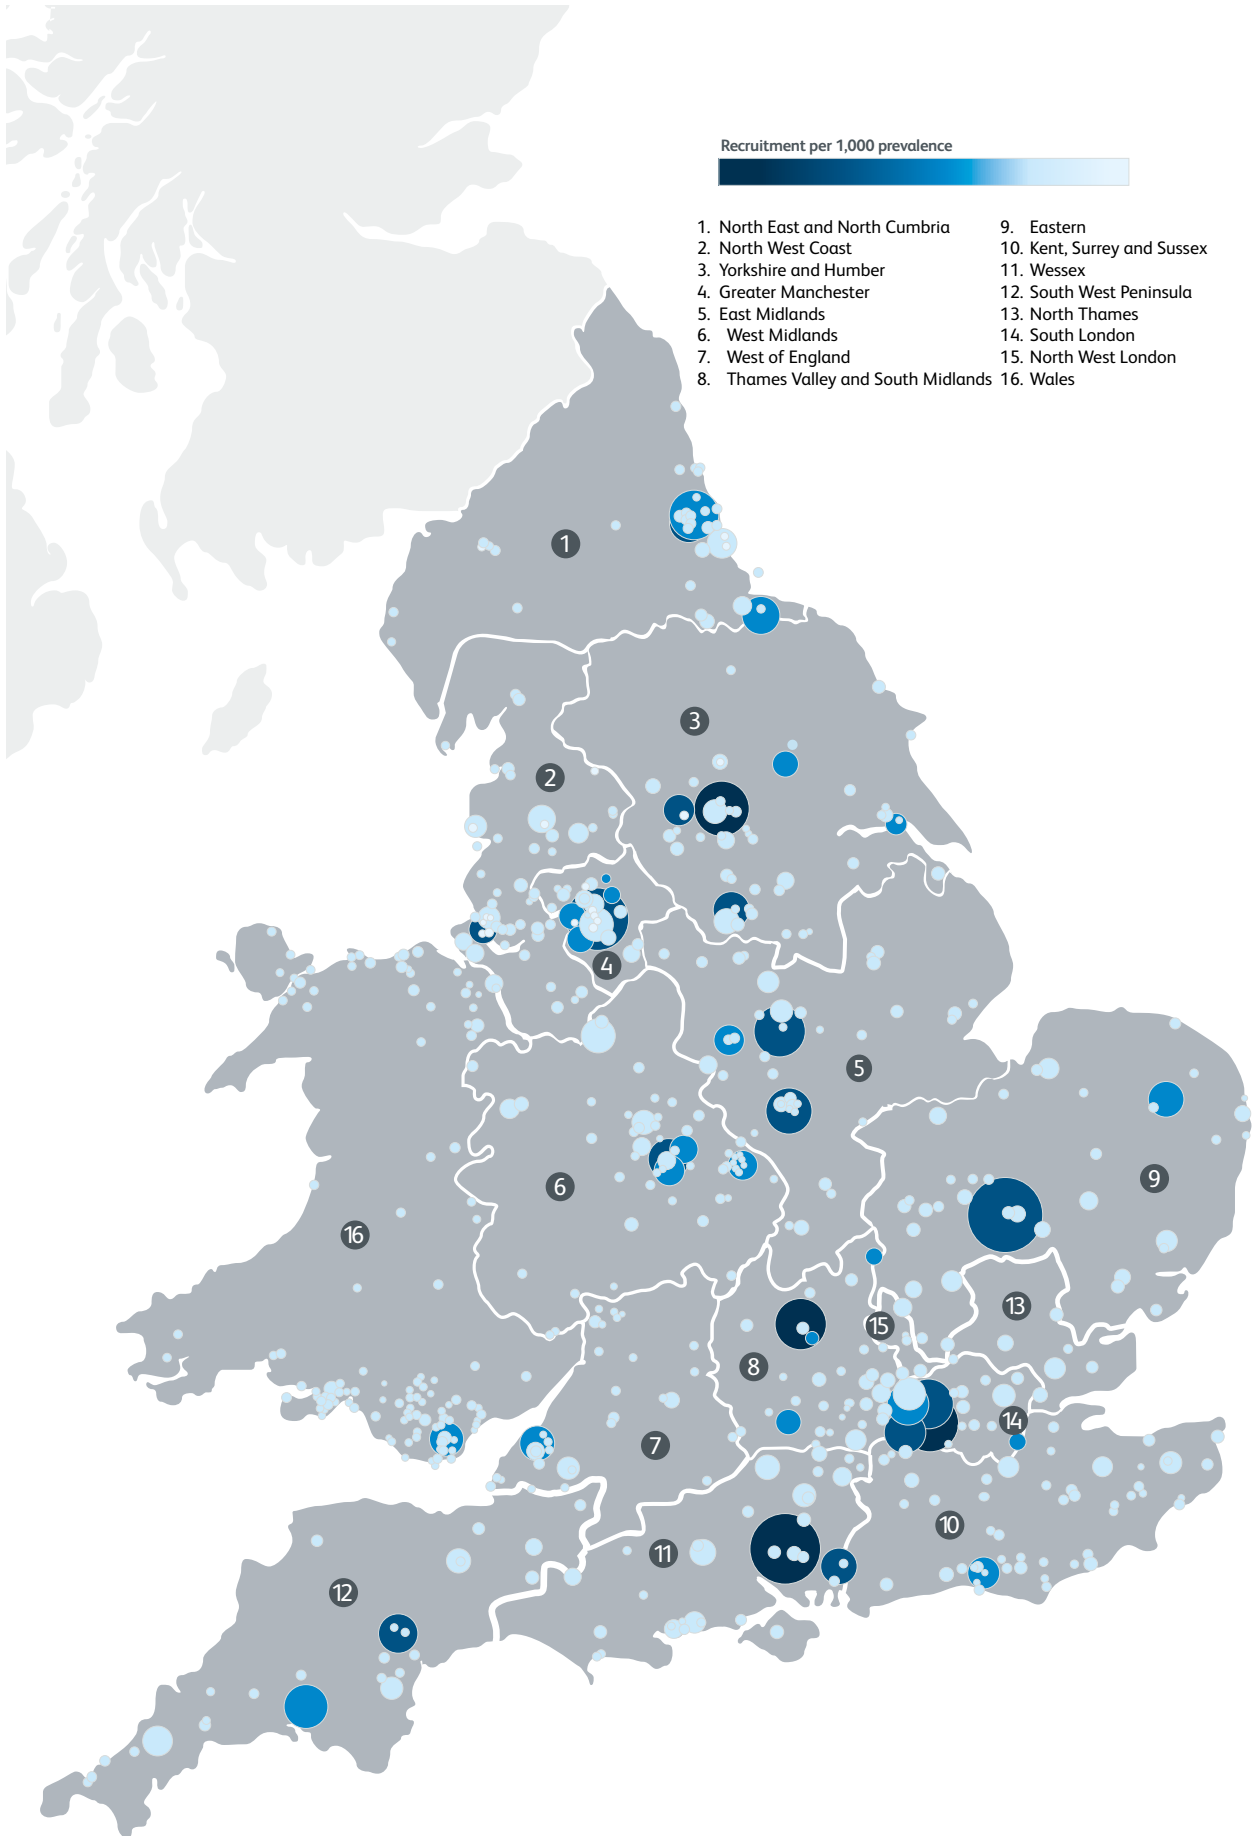 Recruitment per 1,000 prevalence
1. North East and North Cumbria
2. North West Coast
3. Yorkshire and Humber
4. Greater Manchester
5. East Midlands
6. West Midlands
7. West of England
8. Thames Valley and South Midlands
9. Eastern
10. Kent, Surrey and Sussex
11. Wessex
12. South West Peninsula
13. North Thames
14. South London
15. North West London
16. Wales
1
3
2
4
5
9
6
16
13
15
8
14
7
10
11
12